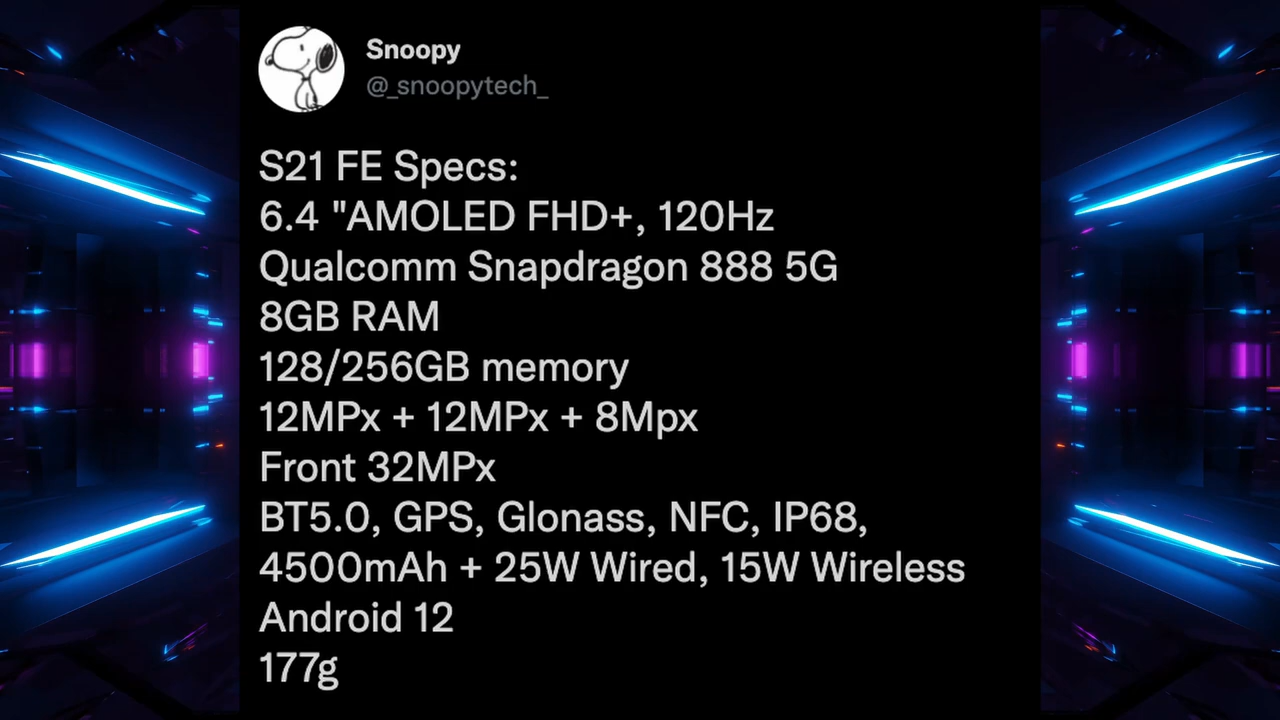 Snoopy
@_snoopytech_
S21 FE Specs:
6.4 "AMOLED FHD+, 120Hz
Qualcomm Snapdragon 888 5G
8GB RAM
128/256GB memory
12MPx + 12MPx + 8Mpx
Front 32MPx
BT5.0, GPS, Glonass, NFC, IP68,
4500mAh + 25W Wired, 15W Wireless
Android 12
177g